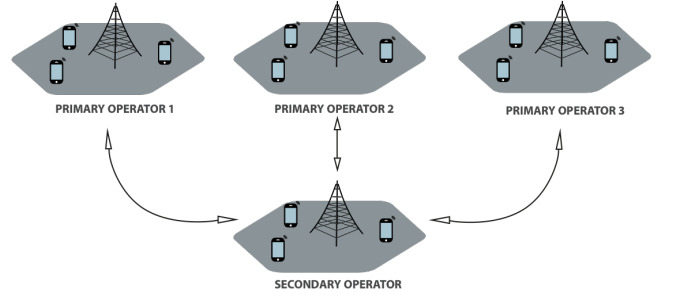 PRIMARY OPERATOR 1
PRIMARY OPERATOR 2
PRIMARY OPERATOR 3
SECONDARY OPERATOR